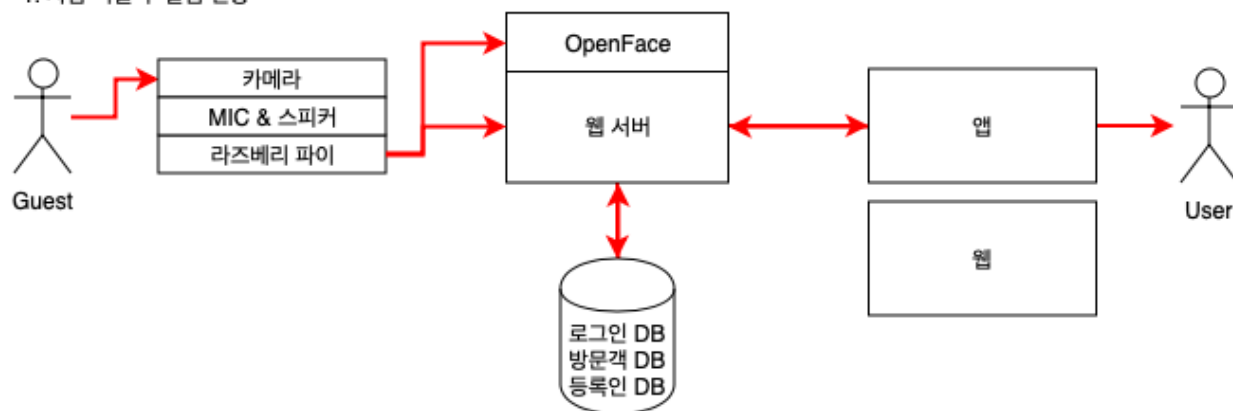 Guest
카메라
MIC & 스피커
라즈베리 파이
OpenFace
웹 서버
로그인 DB
방문객 DB
등록인 DB
앱
웹
User